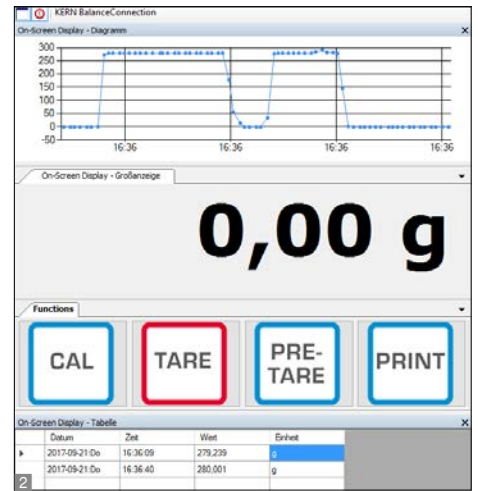 KERN BalanceConnection
On-Screen Display - Diagramm
300
250
200
150
100
50
0
-50
16:36 16:36 16:36 16:36
On-Screen Display - Großanzeige
0,00 g
Functions
CAL TARE PRE-TARE PRINT
On-Screen Display - Tabelle
Datum Zeit Wert Einheit
2017-09-21:Do 16:36:09 279,239 g
2017-09-21:Do 16:36:40 280,001 g
2